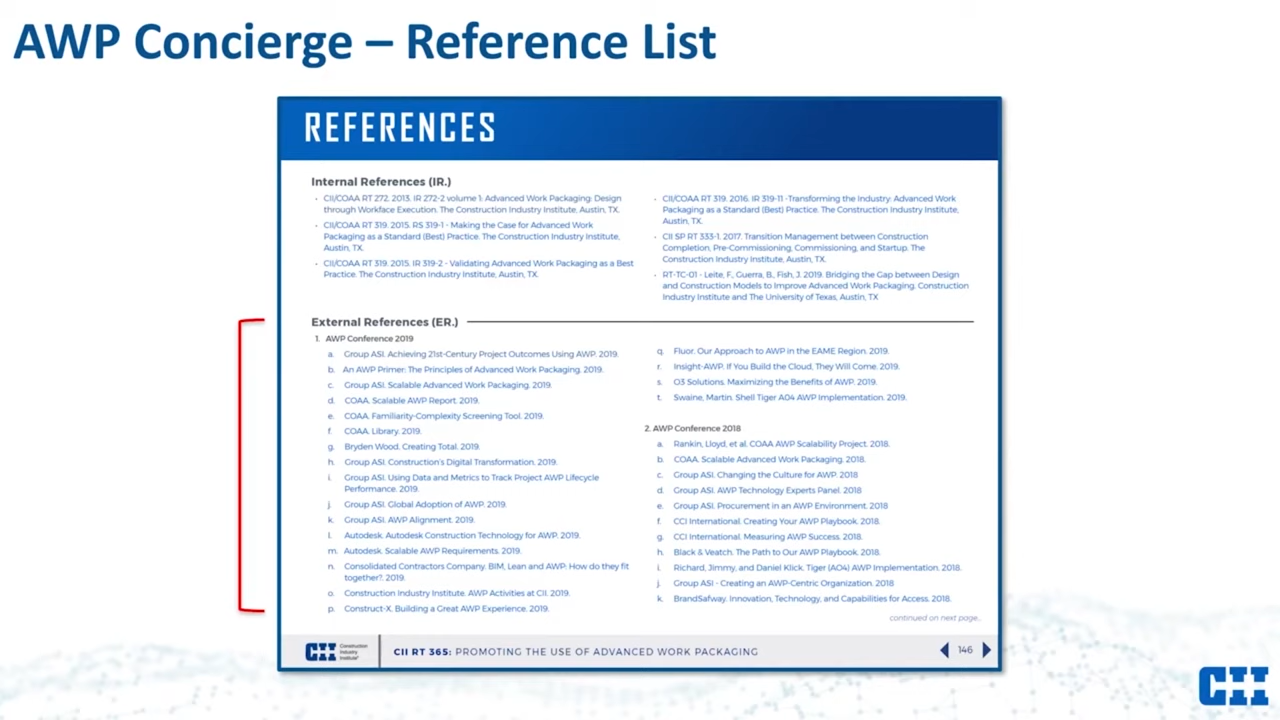 AWP Concierge – Reference List
REFERENCES
Internal References (IR.)
• CII/COAA RT 272. 2013. IR 272-2 volume 1: Advanced Work Packaging: Design
through Workface Execution. The Construction Industry Institute, Austin, TX.
• CII/COAA RT 319. 2015. RS 319-1 - Making the Case for Advanced Work
Packaging as a Standard (Best) Practice. The Construction Industry Institute,
Austin, TX.
• CII/COAA RT 319. 2015. IR 319-2 - Validating Advanced Work Packaging as a Best
Practice. The Construction Industry Institute, Austin, TX.
• CII/COAA RT 319. 2016. IR 319-11 -Transforming the Industry: Advanced Work
Packaging as a Standard (Best) Practice. The Construction Industry Institute,
Austin, TX.
• CII SP RT 333-1. 2017. Transition Management between Construction
Completion, Pre-Commissioning, Commissioning, and Startup. The
Construction Industry Institute, Austin, TX.
• RT-TC-01 - Leite, F., Guerra, B., Fish, J. 2019. Bridging the Gap between Design
and Construction Models to Improve Advanced Work Packaging. Construction
Industry Institute and The University of Texas, Austin, TX
External References (ER.)
1. AWP Conference 2019
a. Group ASI. Achieving 21st-Century Project Outcomes Using AWP. 2019.
b. An AWP Primer: The Principles of Advanced Work Packaging. 2019.
c. Group ASI. Scalable Advanced Work Packaging. 2019.
d. COAA. Scalable AWP Report. 2019.
e. COAA. Familiarity-Complexity Screening Tool. 2019.
f. COAA. Library. 2019.
g. Bryden Wood. Creating Total. 2019.
h. Group ASI. Construction's Digital Transformation. 2019.
i. Group ASI. Using Data and Metrics to Track Project AWP Lifecycle
Performance. 2019.
j. Group ASI. Global Adoption of AWP. 2019.
k. Group ASI. AWP Alignment. 2019.
l. Autodesk. Autodesk Construction Technology for AWP. 2019.
m. Autodesk. Scalable AWP Requirements. 2019.
n. Consolidated Contractors Company. BIM, Lean and AWP: How do they fit
together?. 2019.
o. Construction Industry Institute. AWP Activities at CII. 2019.
p. Construct-X. Building a Great AWP Experience. 2019.
q. Fluor. Our Approach to AWP in the EAME Region. 2019.
r. Insight-AWP. If You Build the Cloud, They Will Come. 2019.
s. O3 Solutions. Maximizing the Benefits of AWP. 2019.
t. Swaine, Martin. Shell Tiger A04 AWP Implementation. 2019.
2. AWP Conference 2018
a. Rankin, Lloyd, et al. COAA AWP Scalability Project. 2018.
b. COAA. Scalable Advanced Work Packaging. 2018.
c. Group ASI. Changing the Culture for AWP. 2018
d. Group ASI. AWP Technology Experts Panel. 2018
e. Group ASI. Procurement in an AWP Environment. 2018
f. CCI International. Creating Your AWP Playbook. 2018.
g. CCI International. Measuring AWP Success. 2018.
h. Black & Veatch. The Path to Our AWP Playbook. 2018.
i. Richard, Jimmy, and Daniel Klick. Tiger (AO4) AWP Implementation. 2018.
j. Group ASI - Creating an AWP-Centric Organization. 2018
k. BrandSafway. Innovation, Technology, and Capabilities for Access. 2018.
continued on next page...
CII Construction
Industry
Institute®
CII RT 365: PROMOTING THE USE OF ADVANCED WORK PACKAGING
146
CII